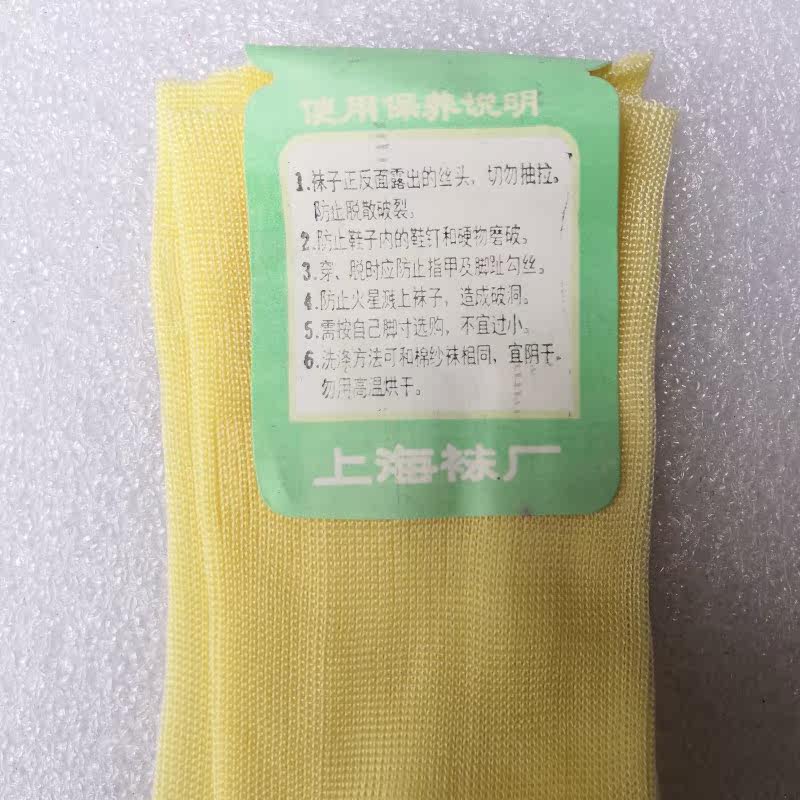 使用保养说明
1.袜子正反面露出的丝头，切勿抽拉。
防止脱散破裂。
2.防止鞋子内的鞋钉和硬物磨破。
3.穿、脱时应防止指甲及脚趾勾丝。
4.防止火星溅上袜子，造成破洞。
5.需按自己脚寸选购，不宜过小。
6.洗涤方法可和棉纱袜相同，宜阴干.
勿用高温烘干。
上海袜厂